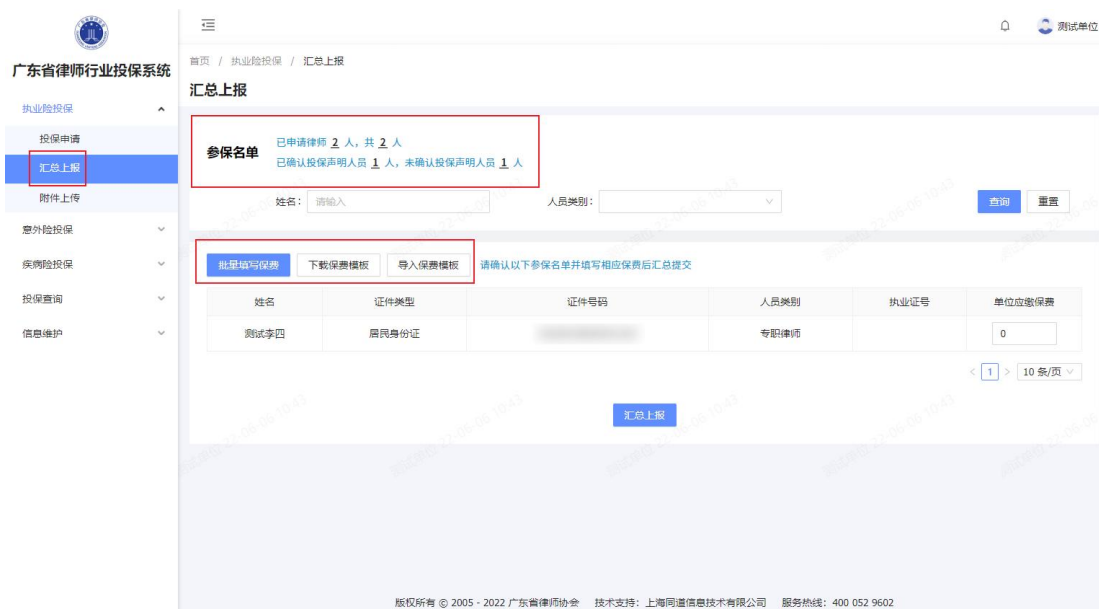 测试单位
广东省律师行业投保系统
首页 / 执业险投保 / 汇总上报
汇总上报
执业险投保
投保申请
汇总上报
附件上传
意外险投保
疾病险投保
投保查询
信息维护
参保名单
已申请律师 2 人，共 2 人
已确认投保声明人员 1 人，未确认投保声明人员 1 人
姓名： 请输入 人员类别： 查询 重置
批量填写保费 下载保费模板 导入保费模板 请确认以下参保名单并填写相应保费后汇总提交
姓名 证件类型 证件号码 人员类别 执业证号 单位应缴保费
测试李四 居民身份证 专职律师 0
< 1 > 10 条/页
汇总上报
版权所有 © 2005 - 2022 广东省律师协会 技术支持：上海同道信息技术有限公司 服务热线：400 052 9602